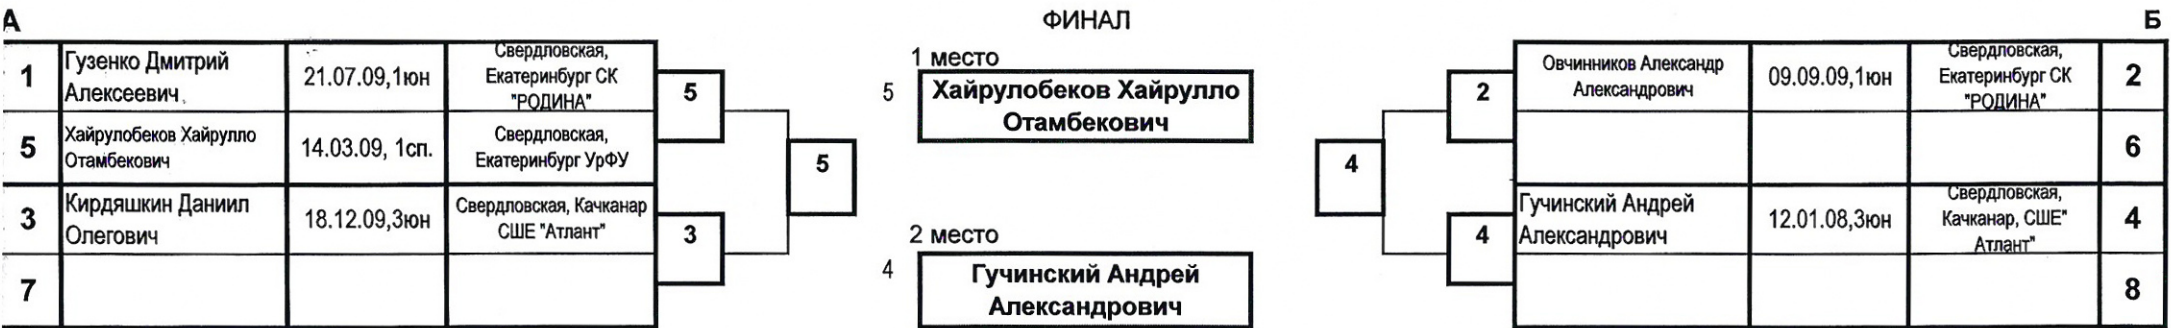 А
ФИНАЛ
Б
1
Гузенко Дмитрий
Алексеевич
21.07.09,1юн
Свердловская,
Екатеринбург СК
"РОДИНА"
5
Хайрулобеков Хайрулло
Отамбекович
14.03.09, 1сп.
Свердловская,
Екатеринбург УрФУ
3
Кирдяшкин Даниил
Олегович
18.12.09,3юн
Свердловская, Качканар
СШЕ "Атлант"
7
5
3
5
1 место
5
Хайрулобеков Хайрулло
Отамбекович
2 место
4
Гучинский Андрей
Александрович
4
2
4
Овчинников Александр
Александрович
09.09.09,1юн
Свердловская,
Екатеринбург СК
"РОДИНА"
2
6
Гучинский Андрей
Александрович
12.01.08,3юн
Свердловская,
Качканар, СШЕ"
Атлант"
4
8